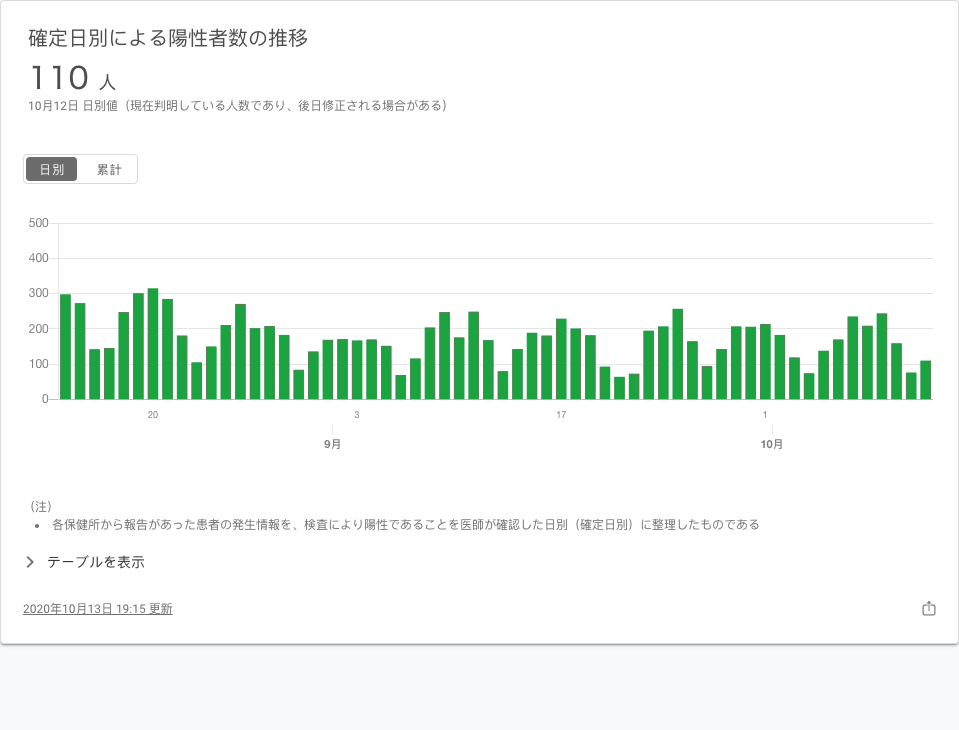 確定日別による陽性者数の推移
110 人
10月12日 日別値（現在判明している人数であり、後日修正される場合がある）
日別 累計
500
400
300
200
100
0
20 3 17 1
9月 10月
（注）
• 各保健所から報告があった患者の発生情報を、検査により陽性であることを医師が確認した日別（確定日別）に整理したものである
テーブルを表示
2020年10月13日 19:15 更新